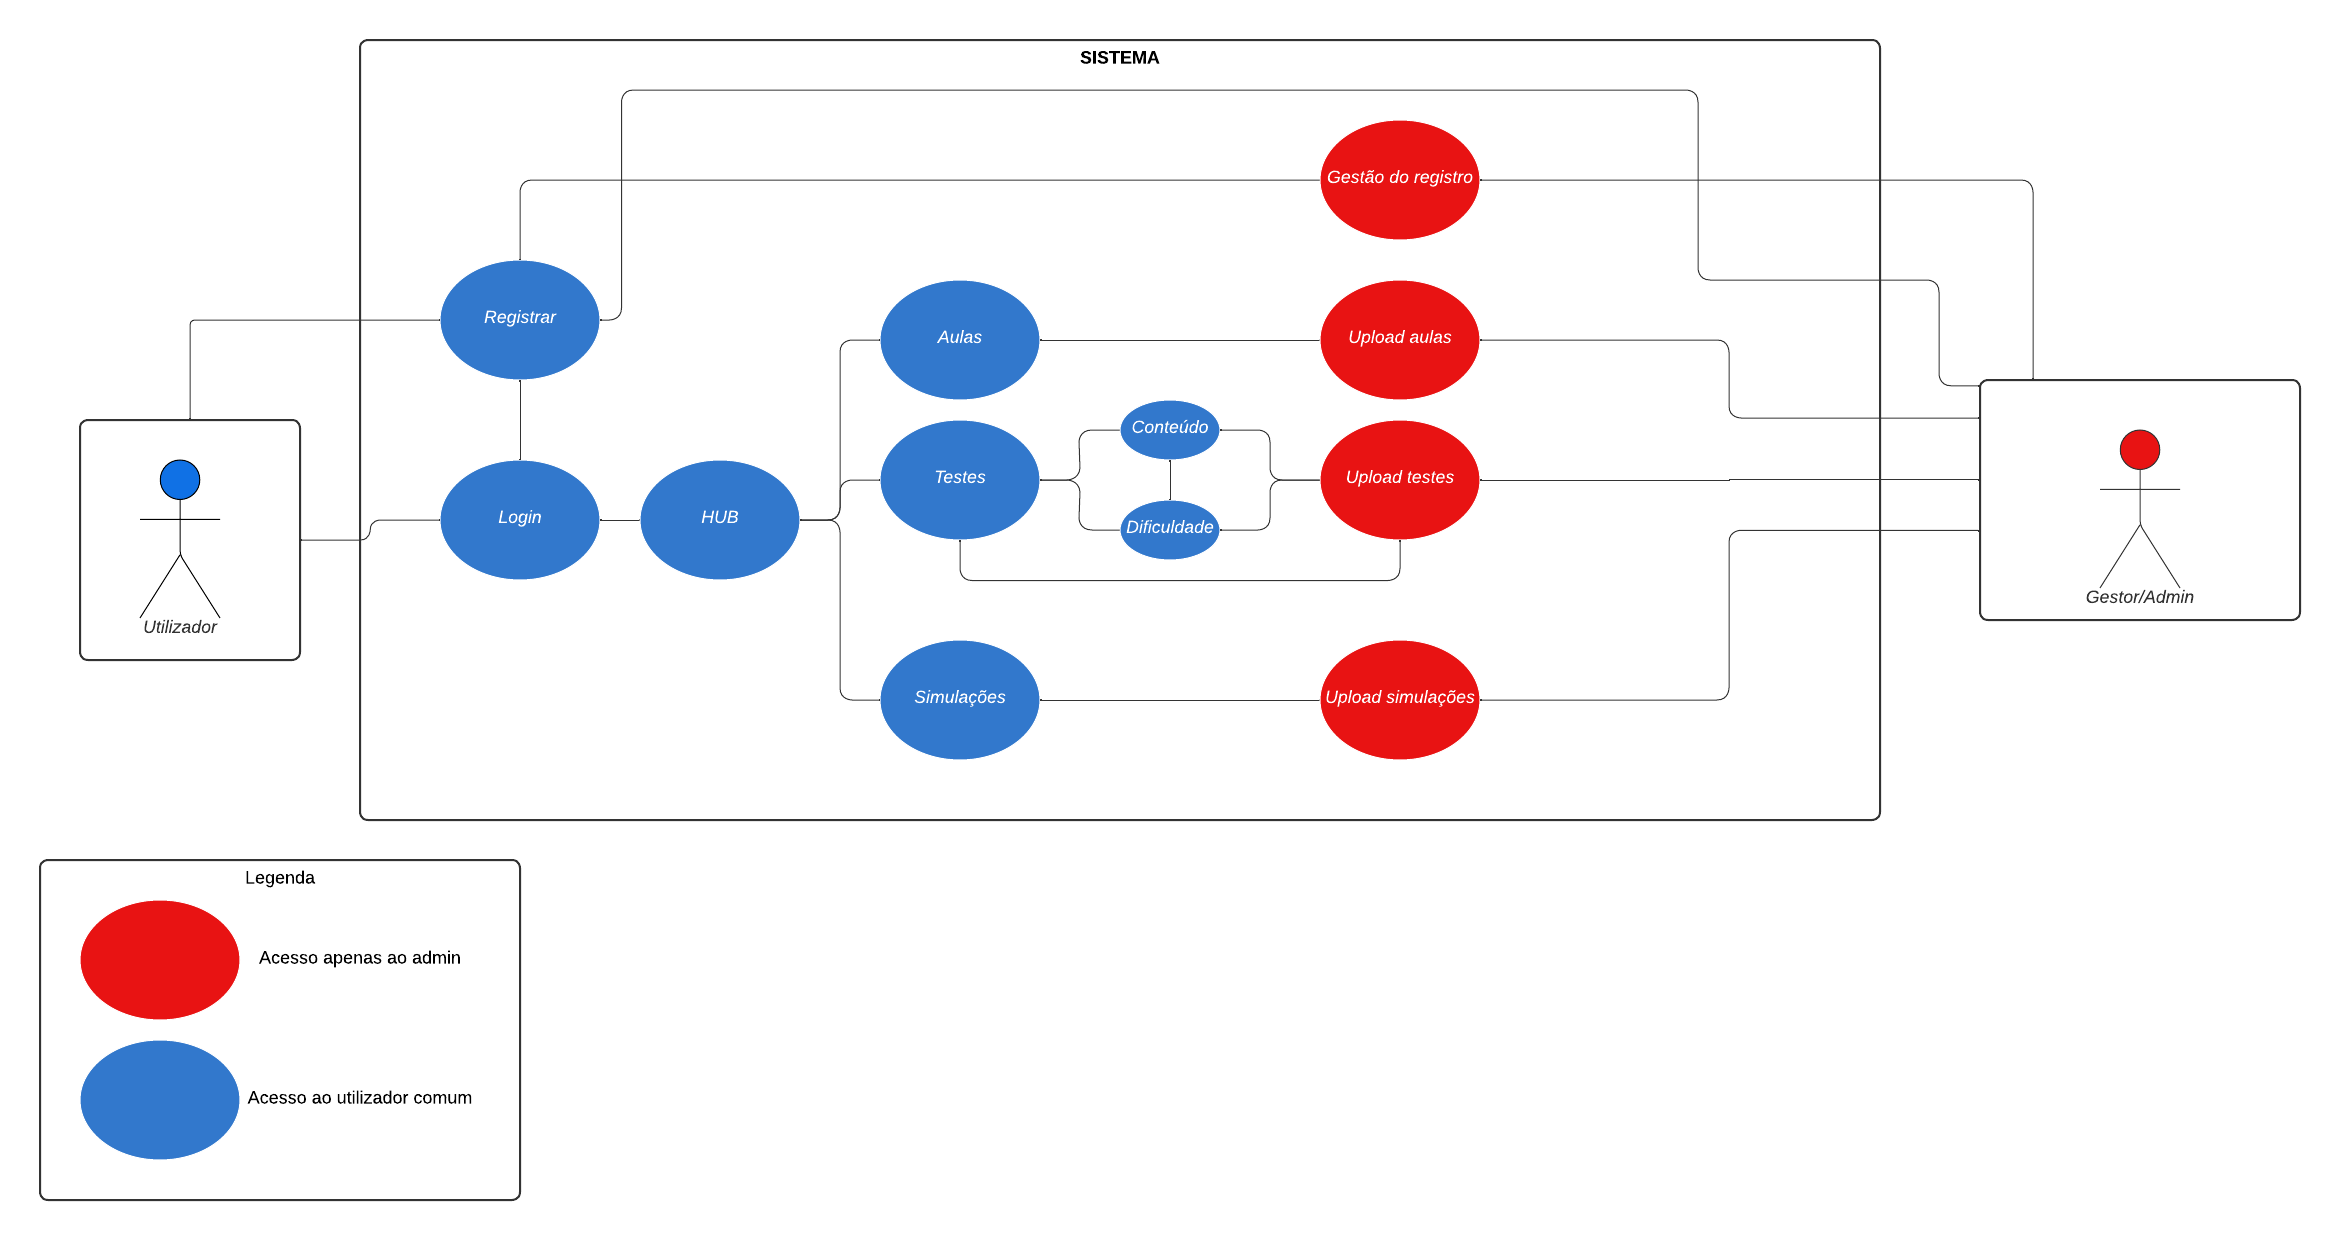 SISTEMA
Gestão do registro
Registrar
Aulas
Upload aulas
Conteúdo
Testes
Upload testes
Login
HUB
Dificuldade
Utilizador
Gestor/Admin
Simulações
Upload simulações
Legenda
Acesso apenas ao admin
Acesso ao utilizador comum